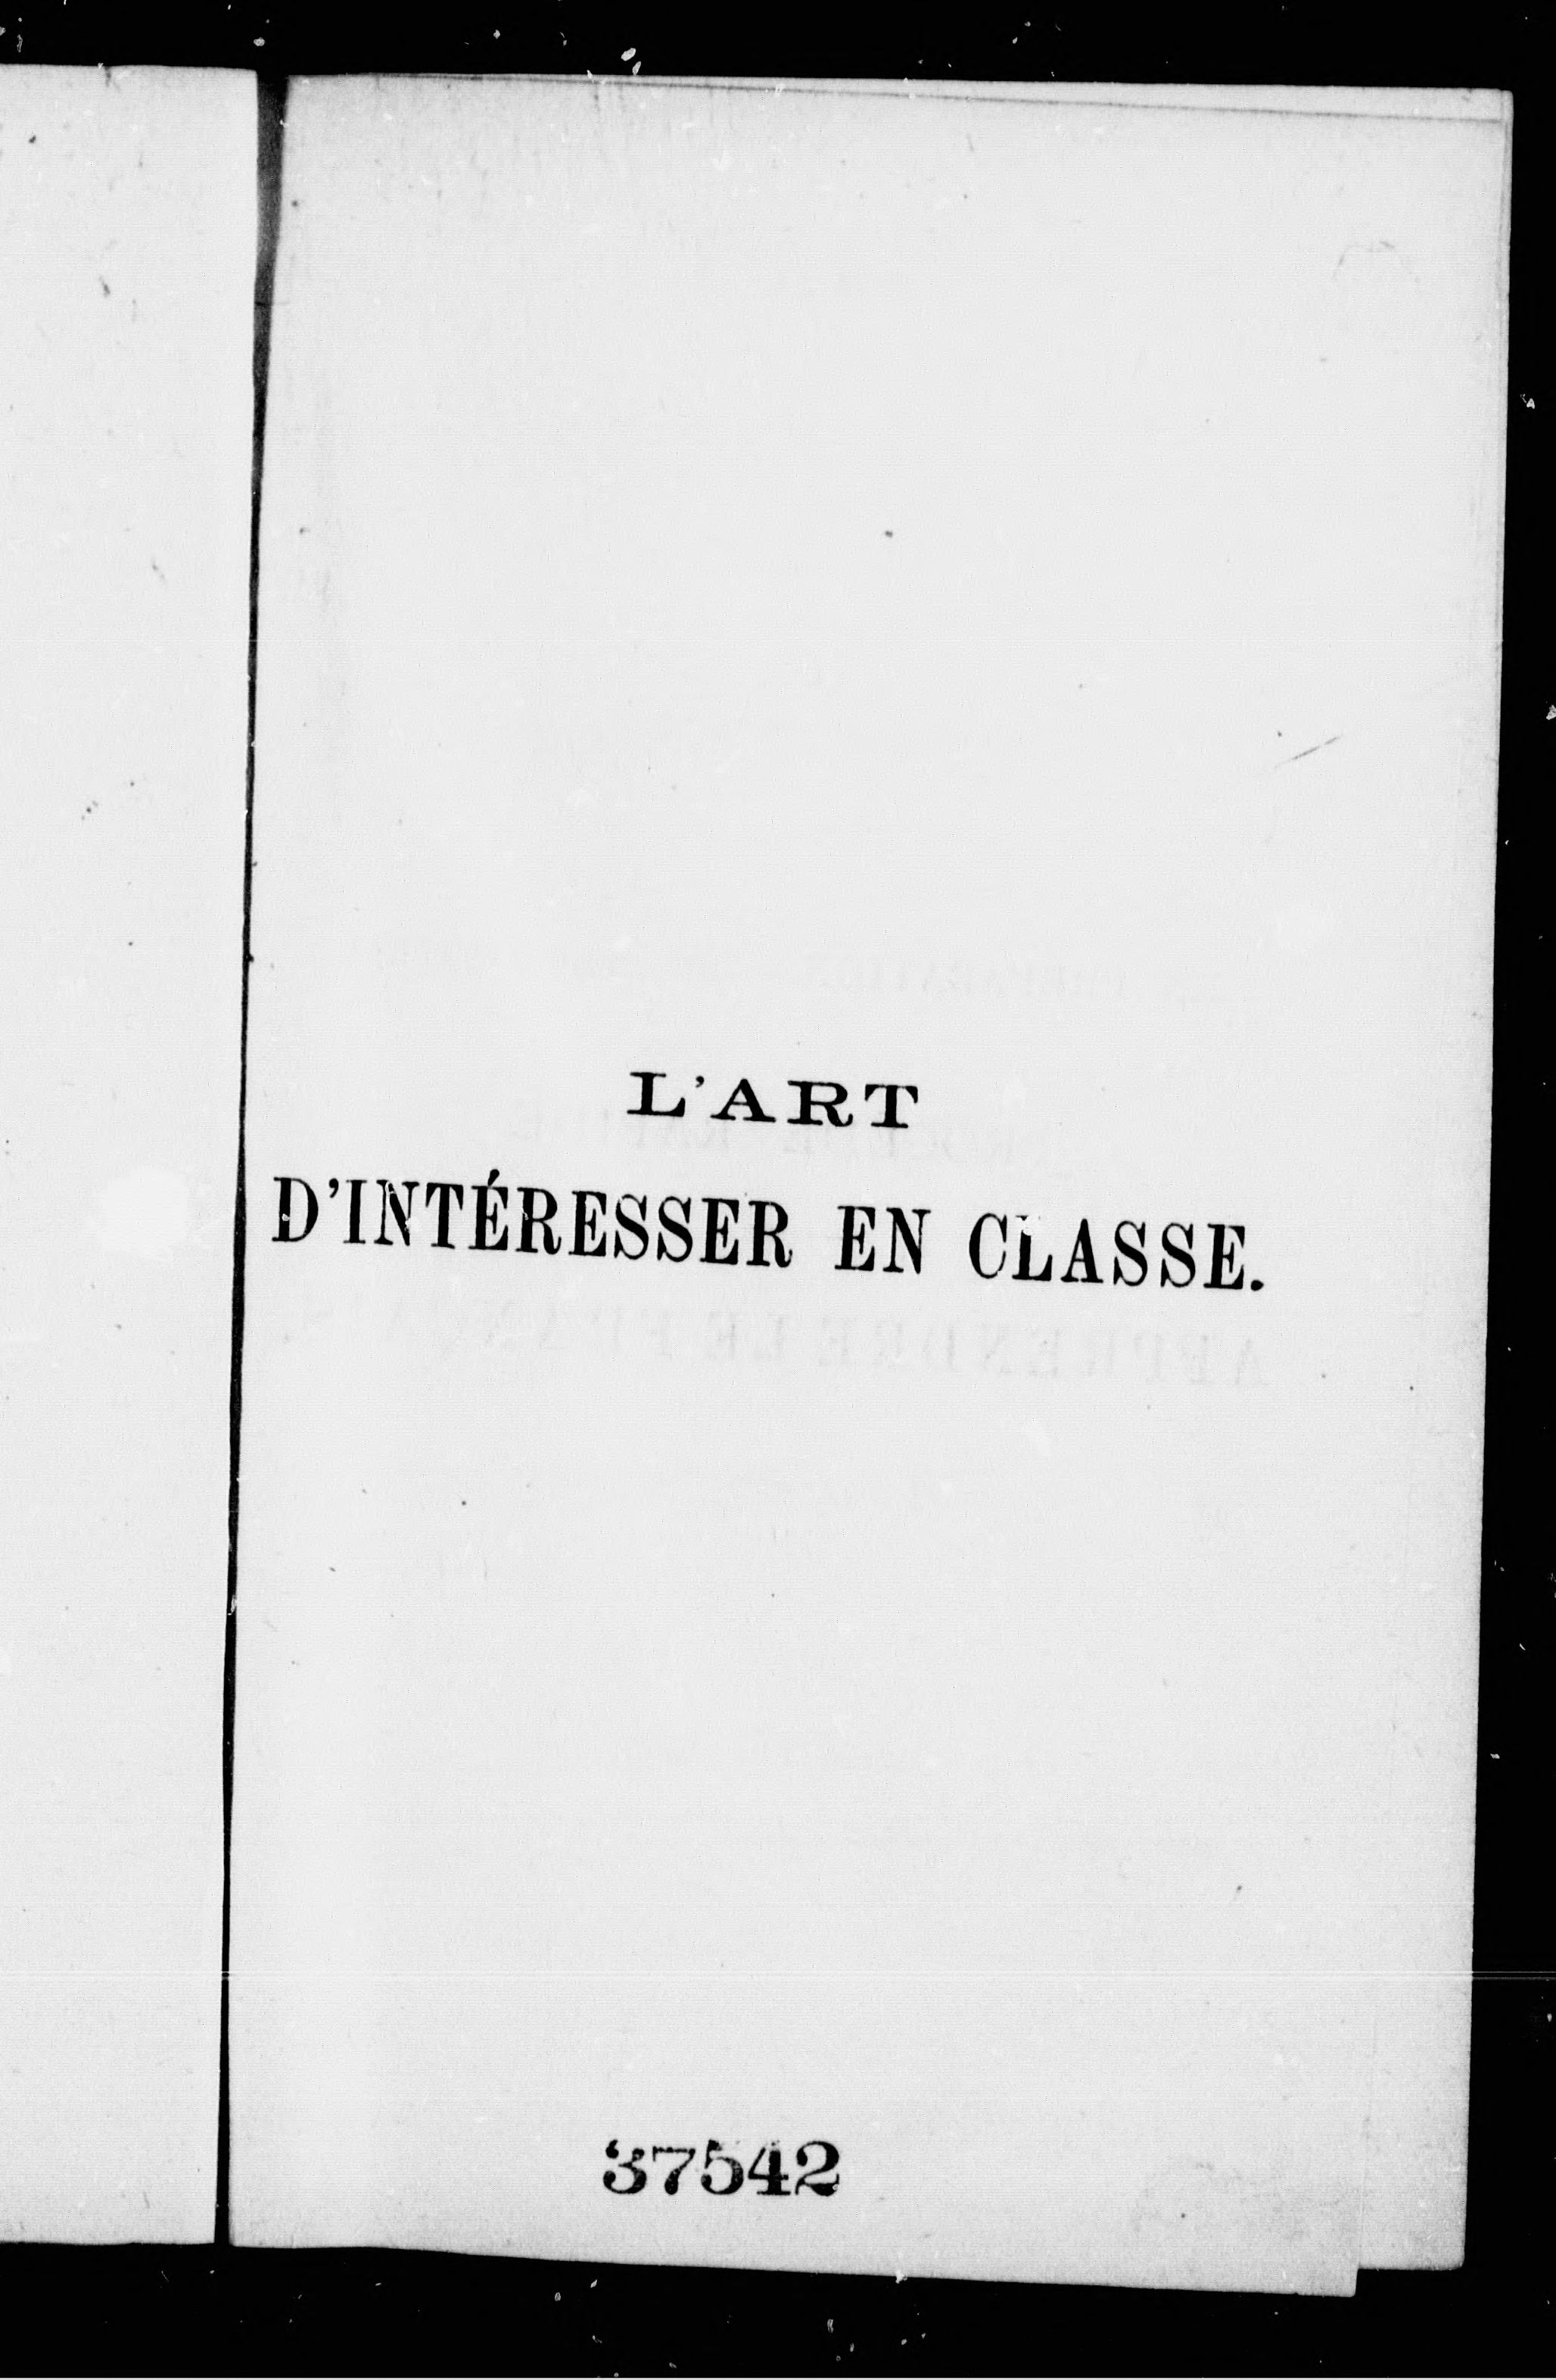 L'ART
D'INTÉRESSER EN CLASSE.
37542